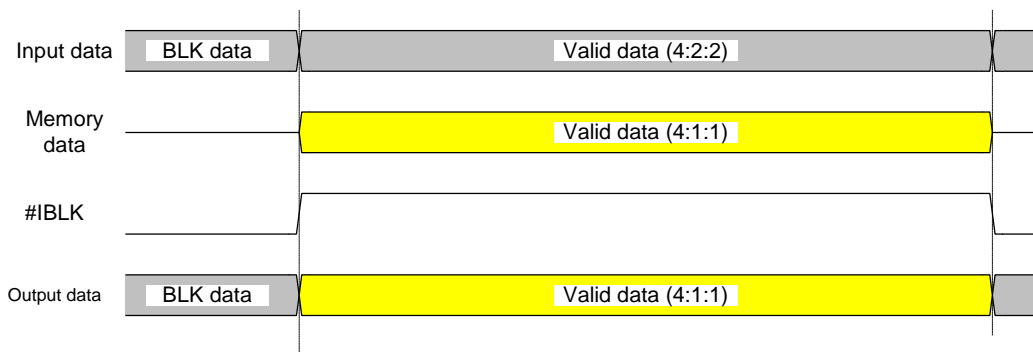 Input data
BLK data
Valid data (4:2:2)
Memory
data
Valid data (4:1:1)
#IBLK
Output data
BLK data
Valid data (4:1:1)